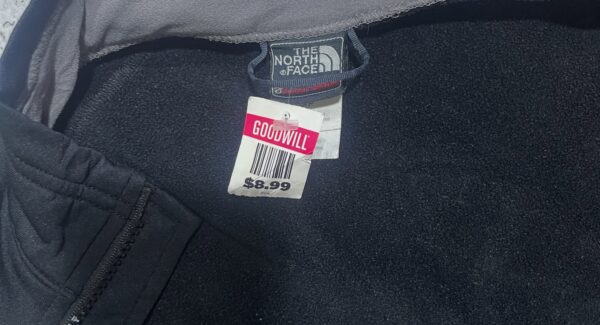 THE
NORTH
FACE
GOODWILL
$8.99